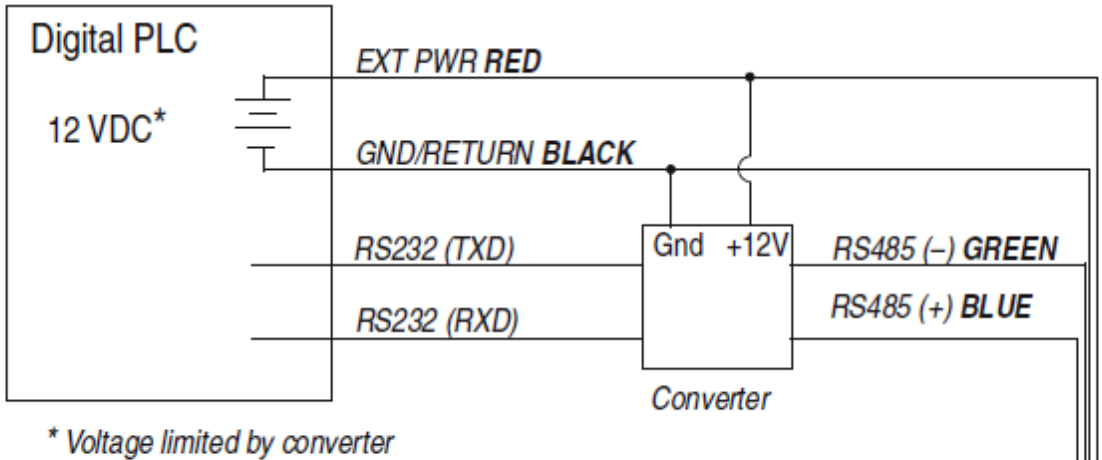 Digital PLC
12 VDC*
EXT PWR RED
GND/RETURN BLACK
RS232 (TXD)
RS232 (RXD)
Gnd +12V
RS485 (–) GREEN
RS485 (+) BLUE
Converter
* Voltage limited by converter